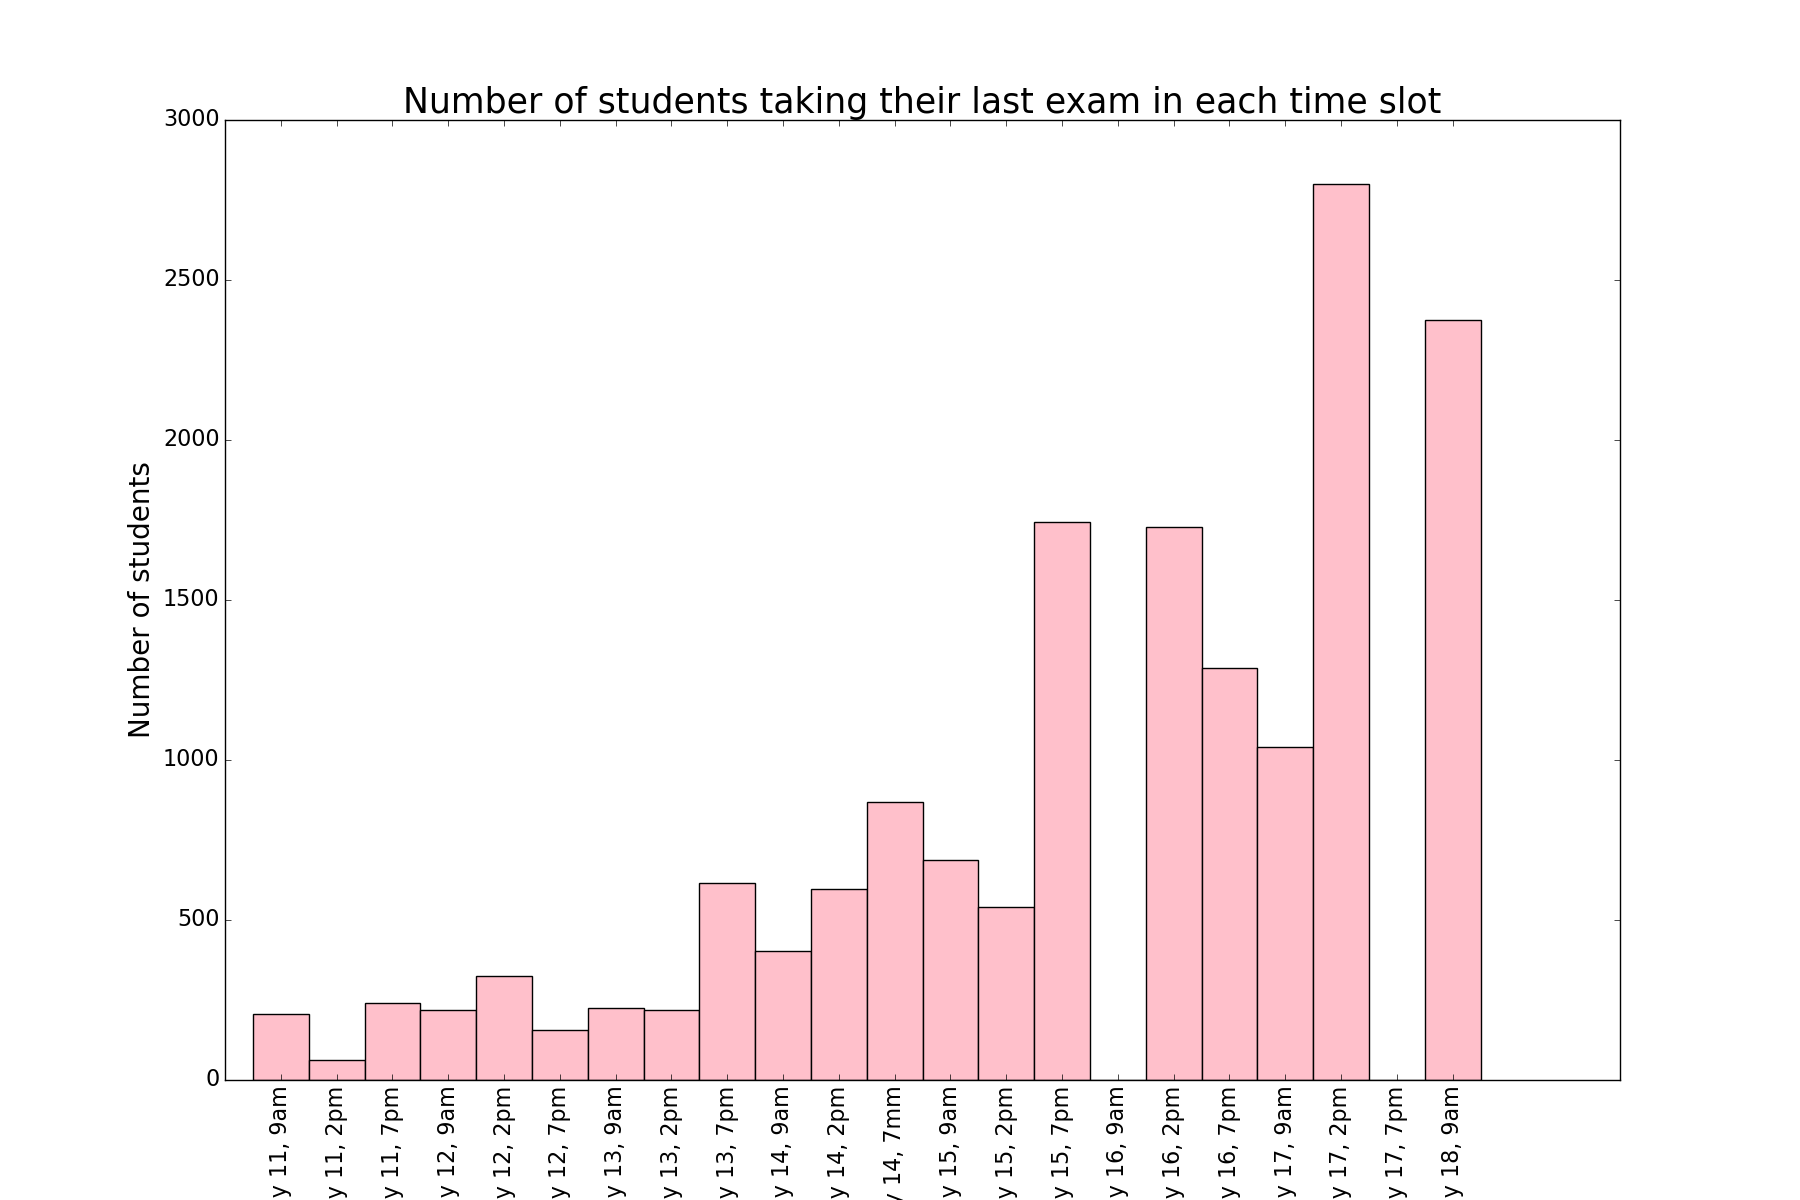 Number of students taking their last exam in each time slot
Number of students
3000
2500
2000
1500
1000
500
0
y 11, 9am
y 11, 2pm
y 11, 7pm
y 12, 9am
y 12, 2pm
y 12, 7pm
y 13, 9am
y 13, 2pm
y 13, 7pm
y 14, 9am
y 14, 2pm
y 14, 7mm
y 15, 9am
y 15, 2pm
y 15, 7pm
y 16, 9am
y 16, 2pm
y 16, 7pm
y 17, 9am
y 17, 2pm
y 17, 7pm
y 18, 9am